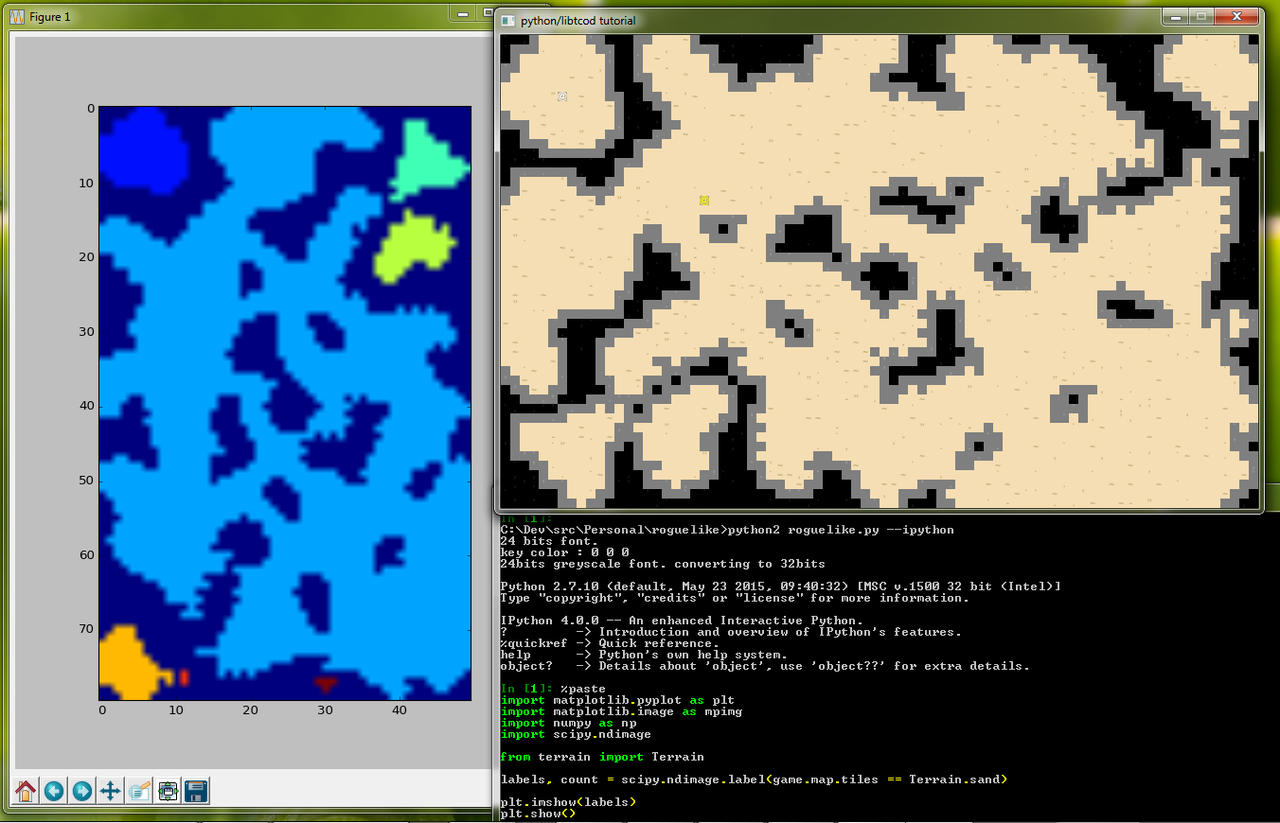 Figure 1
0
10
20
30
40
50
60
70
0 10 20 30 40
python/libtcod tutorial
In [1]:
C:\Dev\src\Personal\roguelike>python2 roguelike.py --ipython
24 bits font.
key color : 0 0 0
24bits greyscale font. converting to 32bits
Python 2.7.10 (default, May 23 2015, 09:40:32) [MSC v.1500 32 bit (Intel)]
Type "copyright", "credits" or "license" for more information.
IPython 4.0.0 -- An enhanced Interactive Python.
?         -> Introduction and overview of IPython's features.
%quickref -> Quick reference.
help      -> Python's own help system.
object?   -> Details about 'object', use 'object??' for extra details.
In [1]: %paste
import matplotlib.pyplot as plt
import matplotlib.image as mpimg
import numpy as np
import scipy.ndimage
from terrain import Terrain
labels, count = scipy.ndimage.label(game.map.tiles == Terrain.sand)
plt.imshow(labels)
plt.show()